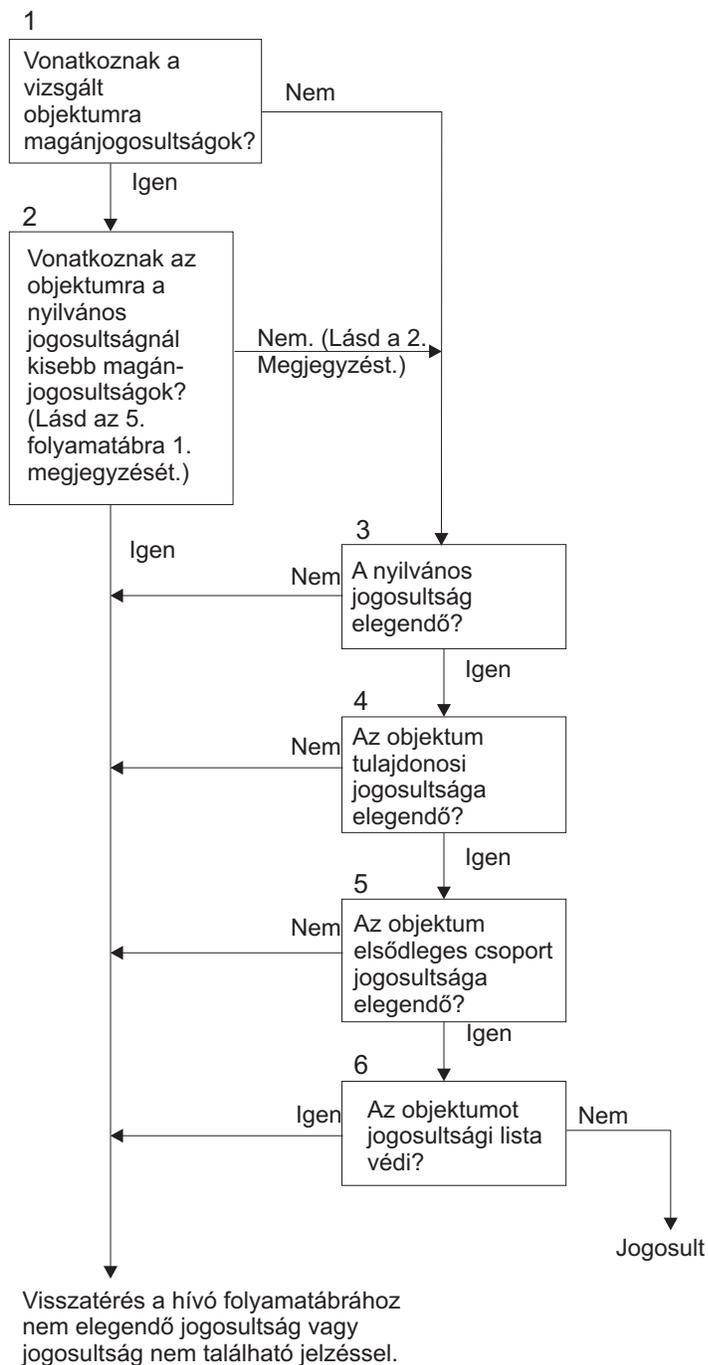 1
Vonatkoznak a
vizsgált
objektumra
magánjogosultságok?
Nem
Igen
2
Vonatkoznak az
objektumra a
nyilvános
jogosultságnál
kisebb magán-
jogosultságok?
(Lásd az 5.
folyamatábra 1.
megjegyzését.)
Nem. (Lásd a 2.
Megjegyzést.)
Igen
3
Nem
A nyilvános
jogosultság
elegendő?
Igen
4
Nem
Az objektum
tulajdonosi
jogosultsága
elegendő?
Igen
5
Nem
Az objektum
elsődleges csoport
jogosultsága
elegendő?
Igen
6
Igen
Az objektumot
jogosultsági lista
védi?
Nem
Jogosult
Visszatérés a hívó folyamatábrához
nem elegendő jogosultság vagy
jogosultság nem található jelzéssel.